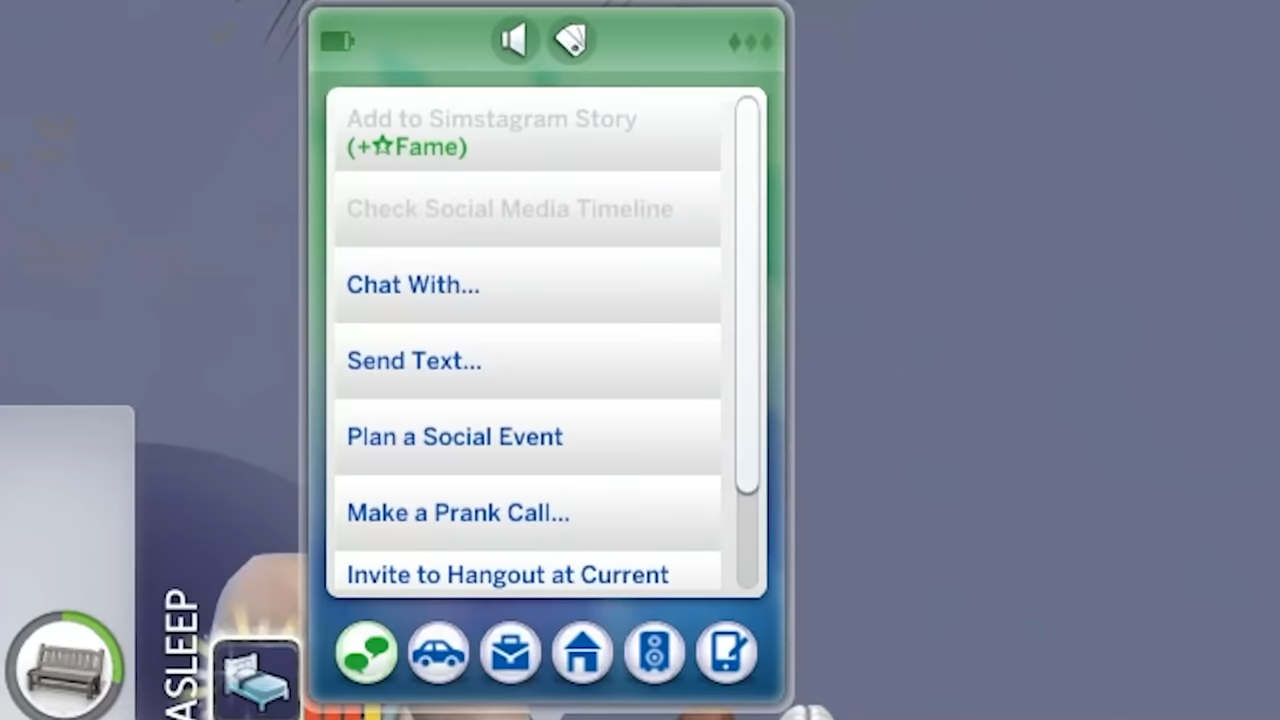 Add to Simstagram Story
(+☆Fame)
Check Social Media Timeline
Chat With...
Send Text...
Plan a Social Event
Make a Prank Call...
Invite to Hangout at Current
ASLEEP